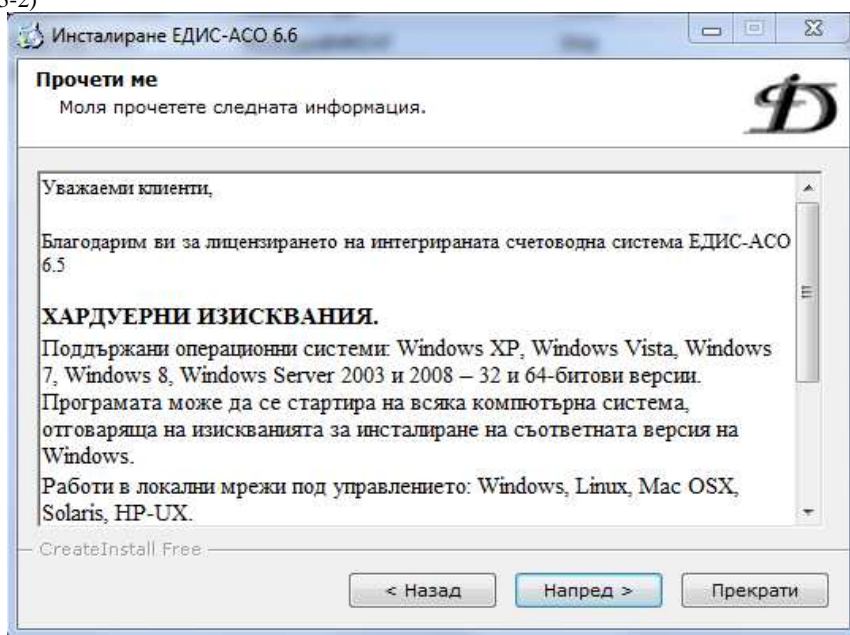 Инсталиране ЕДИС-АСО 6.6
Прочети ме
Моля прочетете следната информация.
Уважаеми клиенти,
Благодарим ви за лицензирането на интегрираната счетоводна система ЕДИС-АСО
6.5
ХАРДУЕРНИ ИЗИСКВАНИЯ.
Поддържани операционни системи: Windows XP, Windows Vista, Windows
7, Windows 8, Windows Server 2003 и 2008 – 32 и 64-битови версии.
Програмата може да се стартира на всяка компютърна система,
отговаряща на изискванията за инсталиране на съответната версия на
Windows.
Работи в локални мрежи под управлението: Windows, Linux, Mac OSX,
Solaris, HP-UX.
CreateInstall Free
< Назад
Напред >
Прекрати